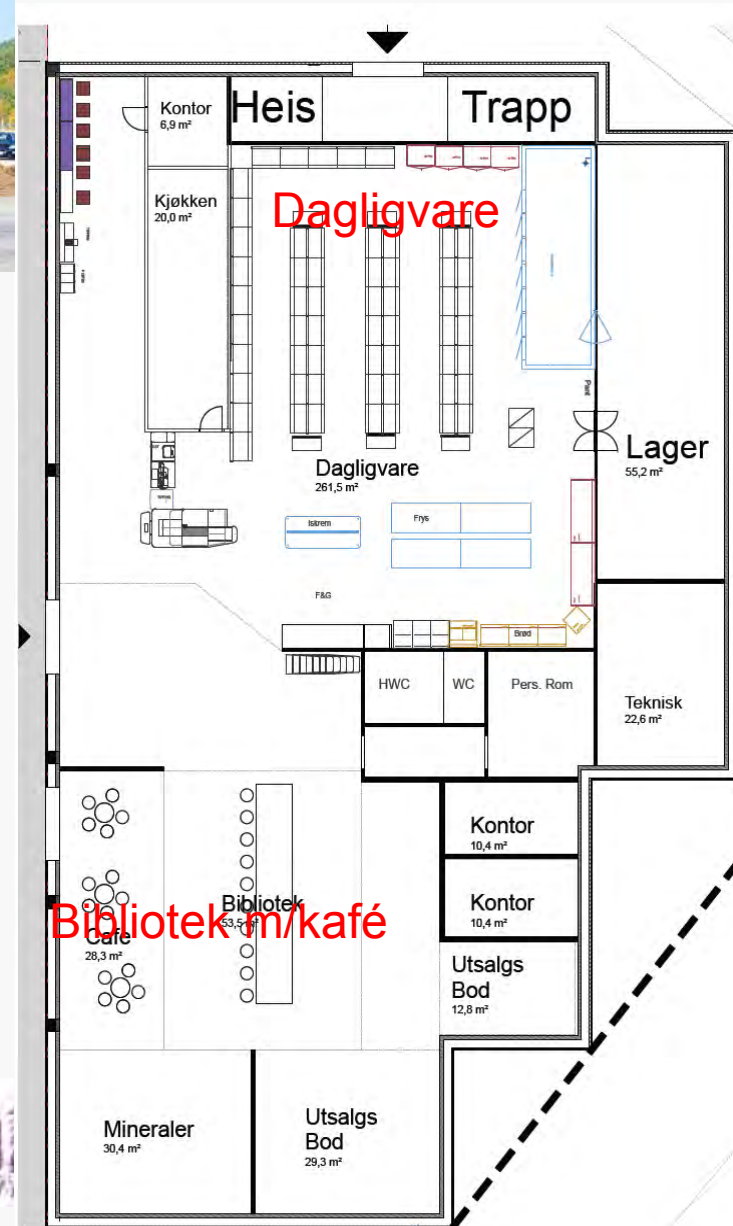 Kontor
6,9 m²
Heis
Trapp
Kjøkken
20,0 m²
Dagligvare
Dagligvare
261,5 m²
Lager
55,2 m²
Pant
Iskrem
Frys
F&G
Brød
HWC
WC
Pers. Rom
Teknisk
22,6 m²
Kontor
10,4 m²
Kontor
10,4 m²
Bibliotek
53,5 m²
Bibliotek m/kafé
Cafe
28,3 m²
Utsalgs
Bod
12,8 m²
Mineraler
30,4 m²
Utsalgs
Bod
29,3 m²